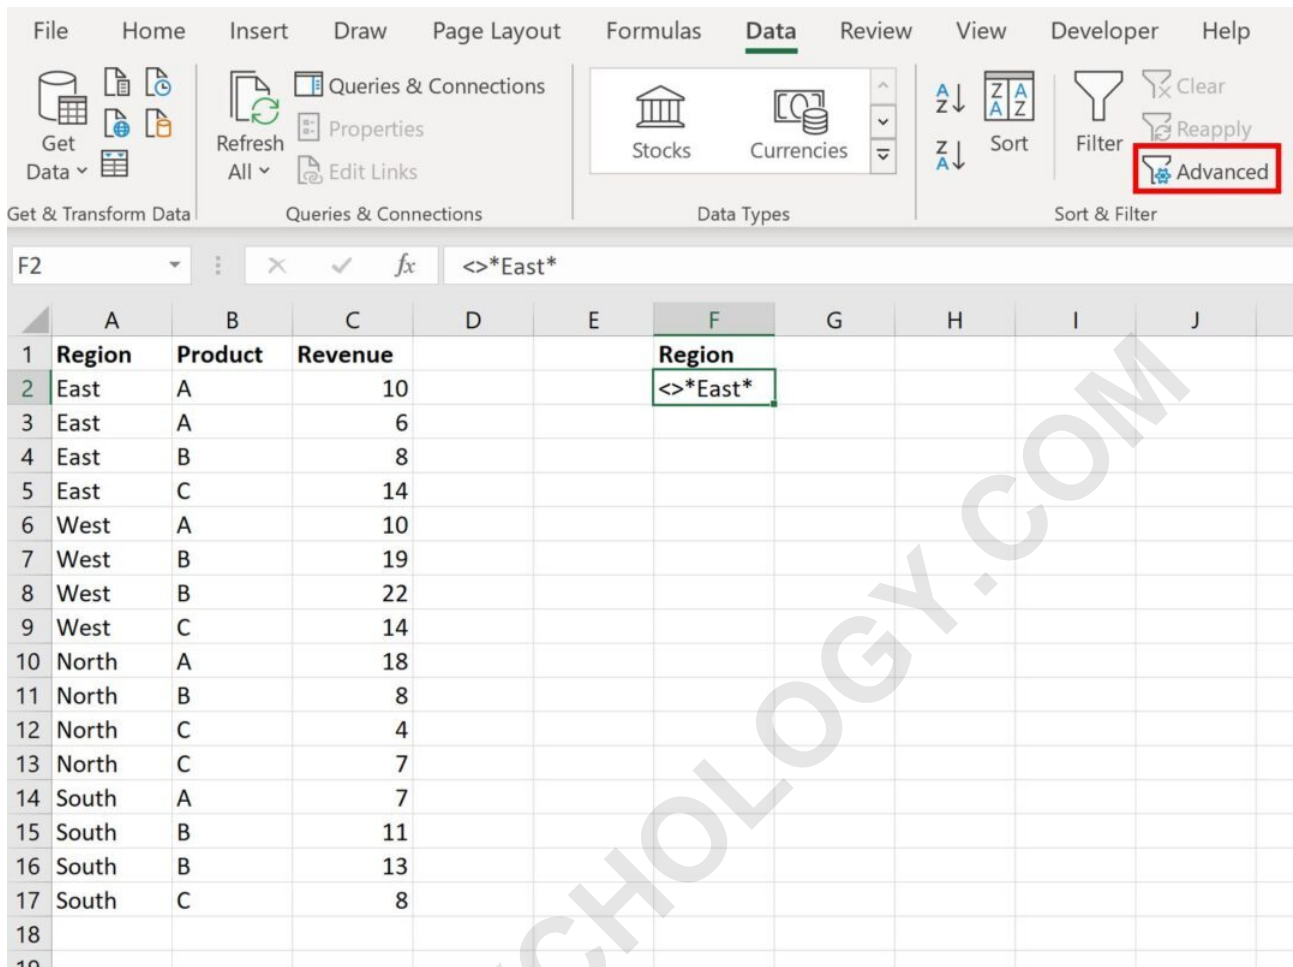 File Home Insert Draw Page Layout Formulas Data Review View Developer Help
Get Data
Refresh All
Queries & Connections
Properties
Edit Links
Stocks
Currencies
Sort
Filter
Clear
Reapply
Advanced
Get & Transform Data
Queries & Connections
Data Types
Sort & Filter
F2 fx <>*East*
A B C D E F G H I J
1 Region Product Revenue Region
2 East A 10 <>*East*
3 East A 6
4 East B 8
5 East C 14
6 West A 10
7 West B 19
8 West B 22
9 West C 14
10 North A 18
11 North B 8
12 North C 4
13 North C 7
14 South A 7
15 South B 11
16 South B 13
17 South C 8
18
19
CHOLOGY.COM